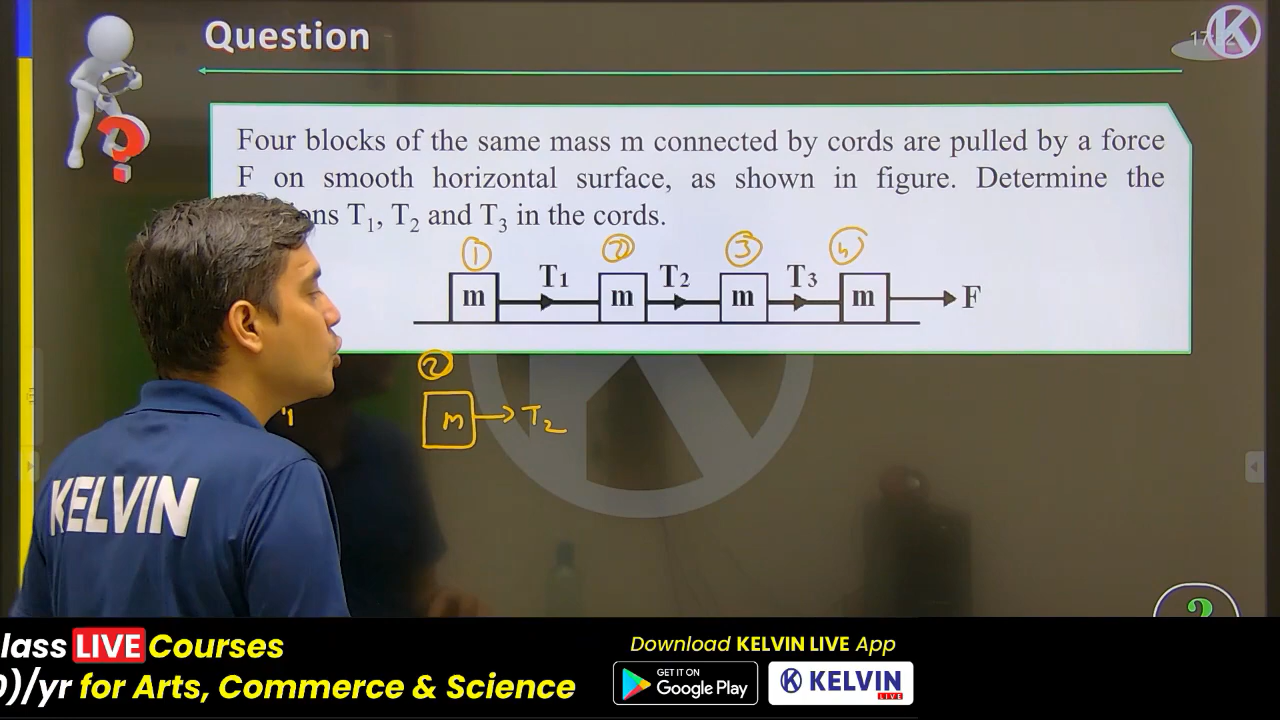 Question
Four blocks of the same mass m connected by cords are pulled by a force
F on smooth horizontal surface, as shown in figure. Determine the
T₁, T₂ and T₃ in the cords.
① ② ③ ④
T₁ T₂ T₃
m m m m F
②
m → T₂
KELVIN
LIVE Courses
/yr for Arts, Commerce & Science
Download KELVIN LIVE App
GET IT ON
Google Play
KELVIN
LIVE
?